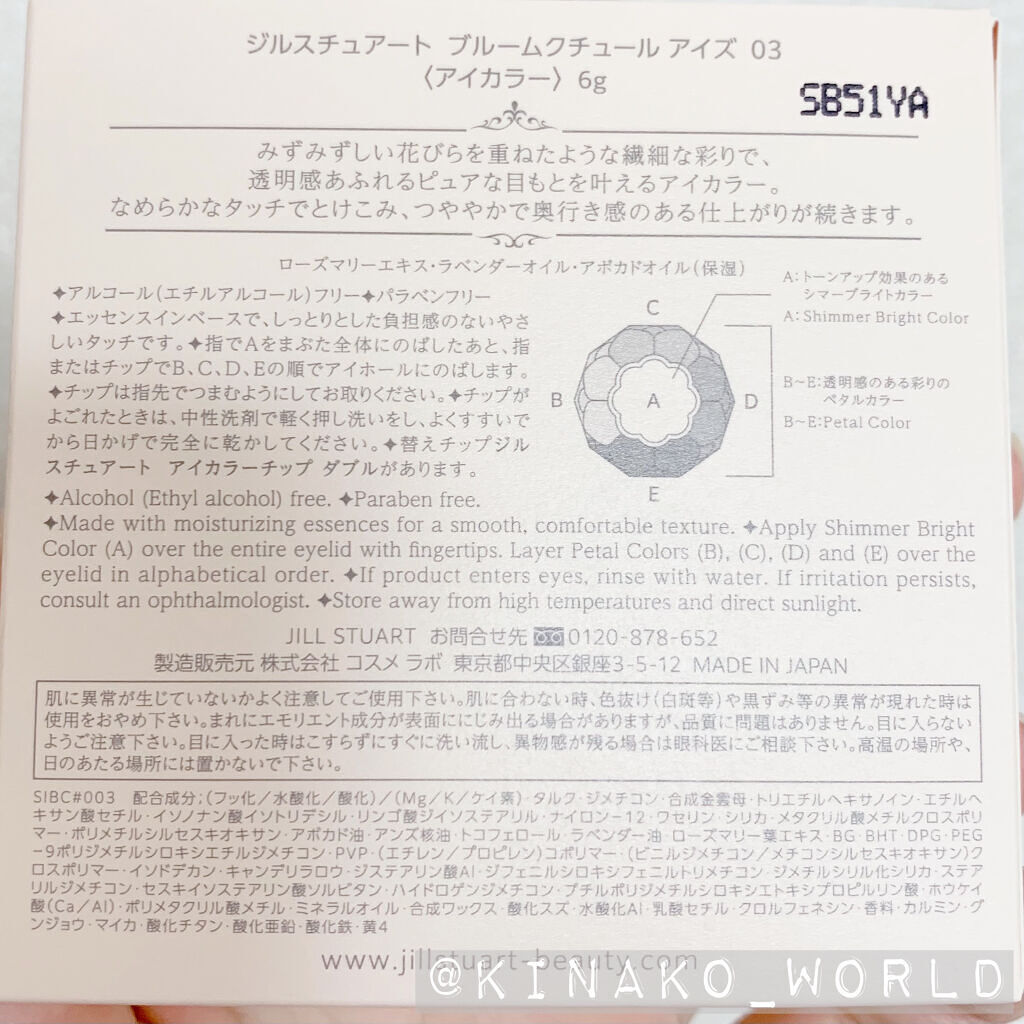 ジルスチュアート ブルームクチュール アイズ 03
〈アイカラー〉 6g
SB51YA
みずみずしい花びらを重ねたような繊細な彩りで、
透明感あふれるピュアな目もとを叶えるアイカラー。
なめらかなタッチでとけこみ、つややかで奥行き感のある仕上がりが続きます。
ローズマリーエキス・ラベンダーオイル・アボカドオイル(保湿)
✦アルコール(エチルアルコール)フリー✦パラベンフリー
✦エッセンスインベースで、しっとりとした負担感のないやさ
しいタッチです。✦指でAをまぶた全体にのばしたあと、指
またはチップでB、C、D、Eの順でアイホールにのばします。
✦チップは指先でつまむようにしてお取りください。✦チップが
よごれたときは、中性洗剤で軽く押し洗いをし、よくすすいで
から日かげで完全に乾かしてください。✦替えチップジル
スチュアート アイカラーチップ ダブルがあります。
C
B
A
D
E
A:トーンアップ効果のある
シマーブライトカラー
A: Shimmer Bright Color
B~E:透明感のある彩りの
ペタルカラー
B~E:Petal Color
✦Alcohol (Ethyl alcohol) free. ✦Paraben free.
✦Made with moisturizing essences for a smooth, comfortable texture. ✦Apply Shimmer Bright
Color (A) over the entire eyelid with fingertips. Layer Petal Colors (B), (C), (D) and (E) over the
eyelid in alphabetical order. ✦If product enters eyes, rinse with water. If irritation persists,
consult an ophthalmologist. ✦Store away from high temperatures and direct sunlight.
JILL STUART お問合せ先 0120-878-652
製造販売元 株式会社 コスメ ラボ 東京都中央区銀座3-5-12 MADE IN JAPAN
肌に異常が生じていないかよく注意してご使用下さい。肌に合わない時、色抜け(白斑等)や黒ずみ等の異常が現れた時は
使用をおやめ下さい。まれにエモリエント成分が表面ににじみ出る場合がありますが、品質に問題はありません。目に入らない
ようご注意下さい。目に入った時はこすらずにすぐに洗い流し、異物感が残る場合は眼科医にご相談下さい。高温の場所や、
日のあたる場所には置かないで下さい。
SIBC#003 配合成分;(フッ化/水酸化/酸化)/(Mg/K/ケイ素)・タルク・ジメチコン・合成金雲母・トリエチルヘキサノイン・エチルヘ
キサン酸セチル・イソノナン酸イソトリデシル・リンゴ酸ジイソステアリル・ナイロン-12・ワセリン・シリカ・メタクリル酸メチルクロスポリ
マー・ポリメチルシルセスキオキサン・アボカド油・アンズ核油・トコフェロール・ラベンダー油・ローズマリー葉エキス・BG・BHT・DPG・PEG
-9ポリジメチルシロキシエチルジメチコン・PVP・(エチレン/プロピレン)コポリマー・(ビニルジメチコン/メチコンシルセスキオキサン)ク
ロスポリマー・イソドデカン・キャンデリラロウ・ジステアリン酸Al・ジフェニルシロキシフェニルトリメチコン・ジメチルシリル化シリカ・ステア
リルジメチコン・セスキイソステアリン酸ソルビタン・ハイドロゲンジメチコン・ブチルポリジメチルシロキシエトキシプロピルリン酸・ホウケイ
酸(Ca/Al)・ポリメタクリル酸メチル・ミネラルオイル・合成ワックス・酸化スズ・水酸化Al・乳酸セチル・クロルフェネシン・香料・カルミン・グ
ンジョウ・マイカ・酸化チタン・酸化亜鉛・酸化鉄・黄4
www.jillstuart-beauty.com
@KINAKO_WORLD